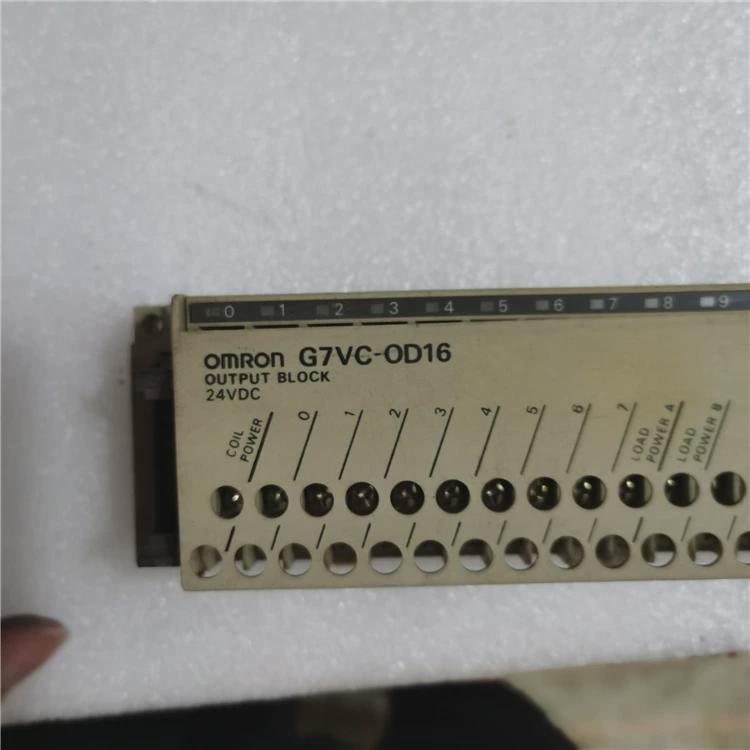 0 1 2 3 4 5 6 7 8 9
OMRON G7VC-OD16
OUTPUT BLOCK
24VDC
COIL POWER 0 1 2 3 4 5 6 7 LOAD POWER A LOAD POWER B